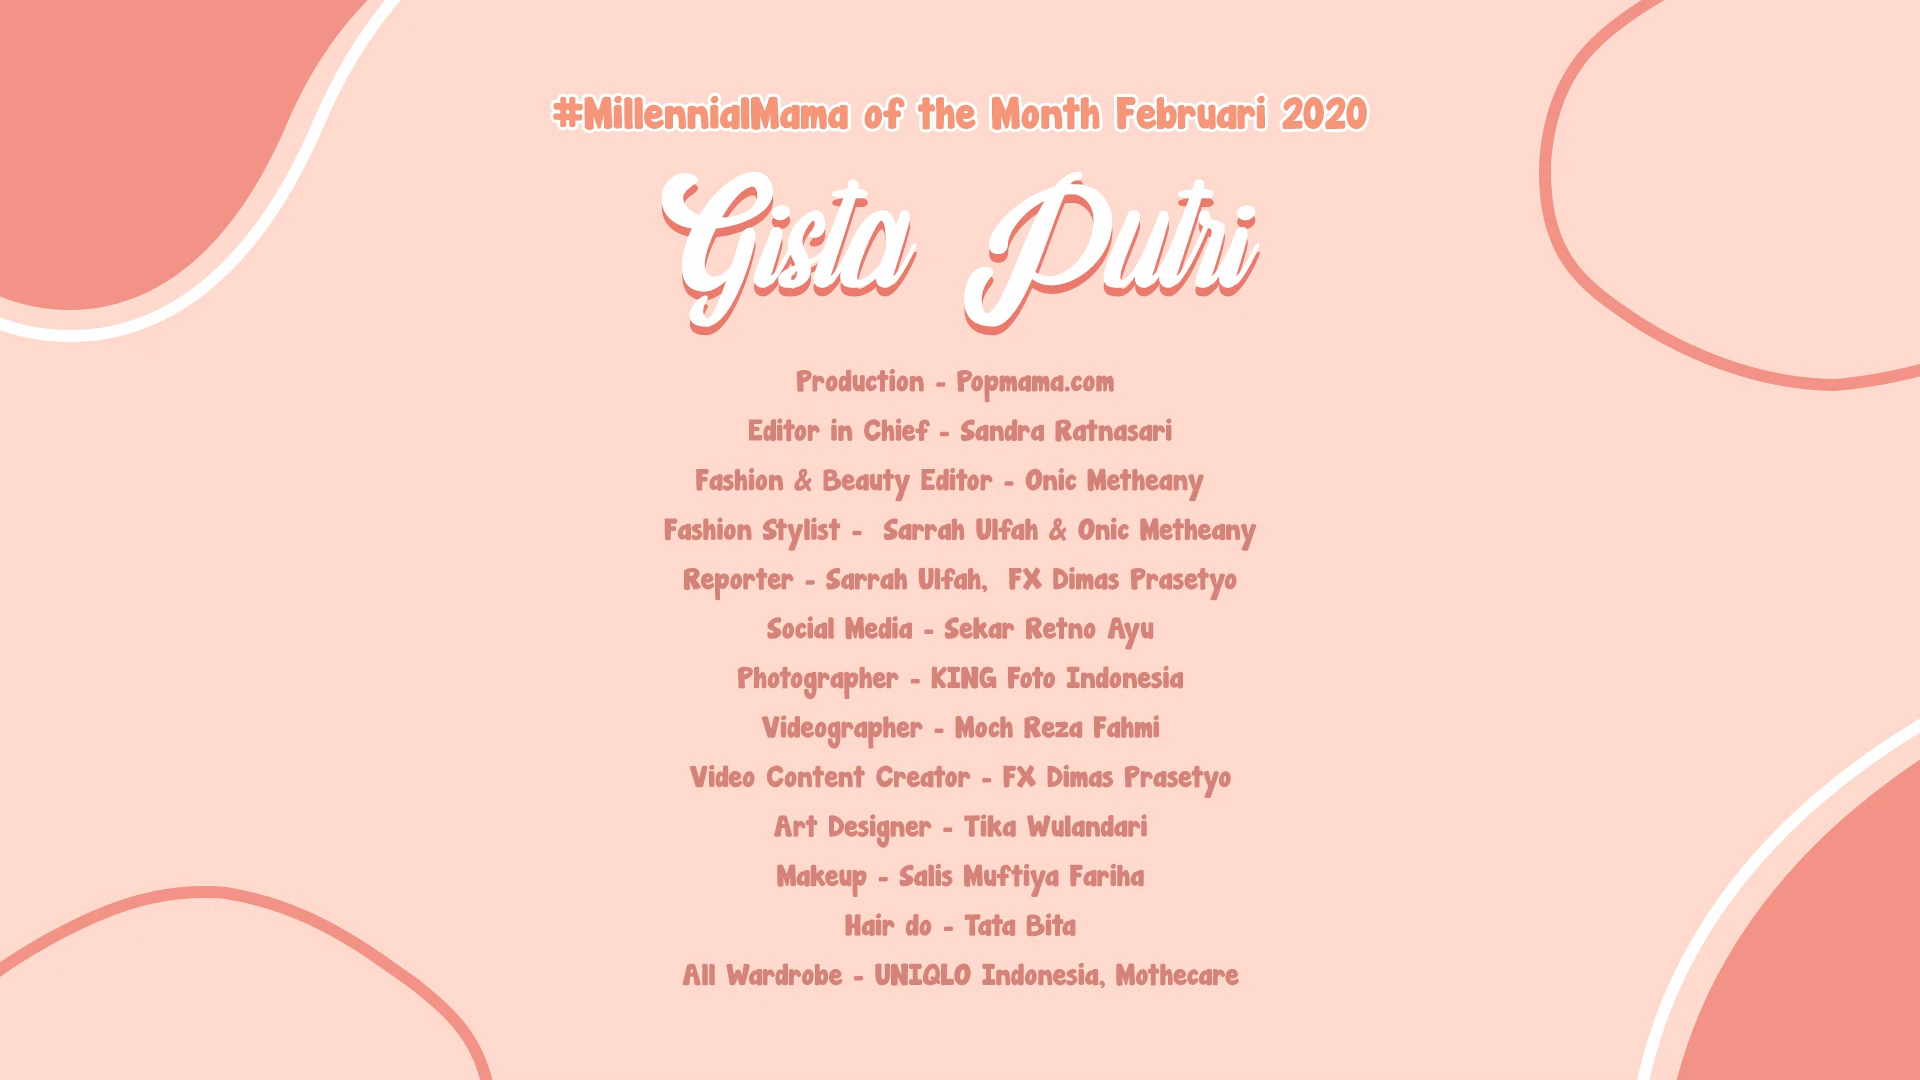 #MillennialMama of the Month Februari 2020
Gista Putri
Production - Popmama.com
Editor in Chief - Sandra Ratnasari
Fashion & Beauty Editor - Onic Metheany
Fashion Stylist - Sarrah Ulfah & Onic Metheany
Reporter - Sarrah Ulfah, FX Dimas Prasetyo
Social Media - Sekar Retno Ayu
Photographer - KING Foto Indonesia
Videographer - Moch Reza Fahmi
Video Content Creator - FX Dimas Prasetyo
Art Designer - Tika Wulandari
Makeup - Salis Muftiya Fariha
Hair do - Tata Bita
All Wardrobe - UNIQLO Indonesia, Mothecare